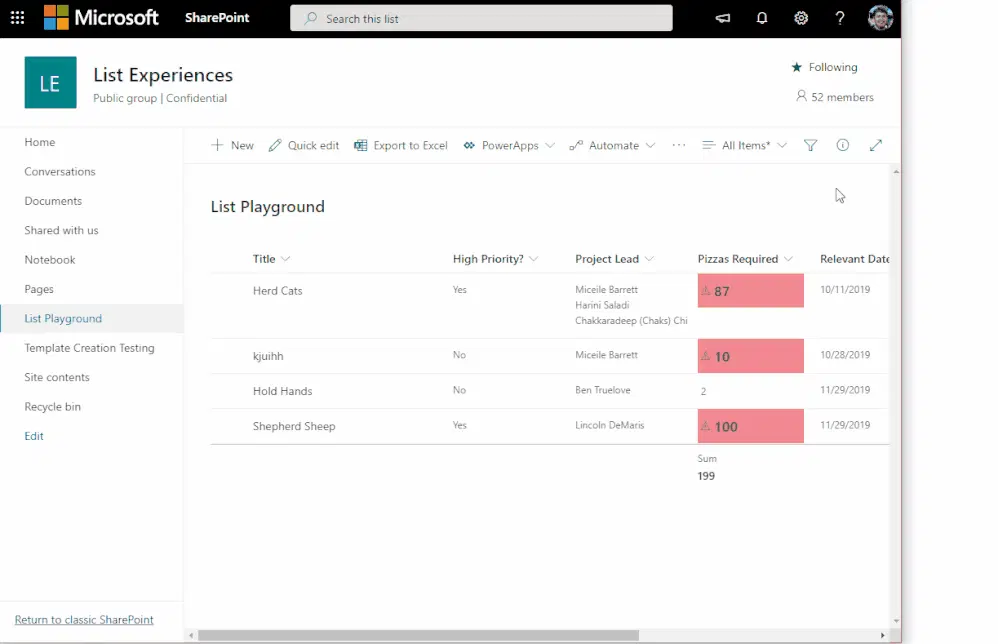 Microsoft SharePoint Search this list ?
LE List Experiences
Public group | Confidential
Following
52 members
Home
Conversations
Documents
Shared with us
Notebook
Pages
List Playground
Template Creation Testing
Site contents
Recycle bin
Edit
Return to classic SharePoint
New Quick edit Export to Excel PowerApps Automate ··· All Items*
List Playground
Title High Priority? Project Lead Pizzas Required Relevant Date
Herd Cats Yes Miceile Barrett 87 10/11/2019
Harini Saladi
Chakkaradeep (Chaks) Chi
kjuihh No Miceile Barrett 10 10/28/2019
Hold Hands No Ben Truelove 2 11/29/2019
Shepherd Sheep Yes Lincoln DeMaris 100 11/29/2019
Sum
199